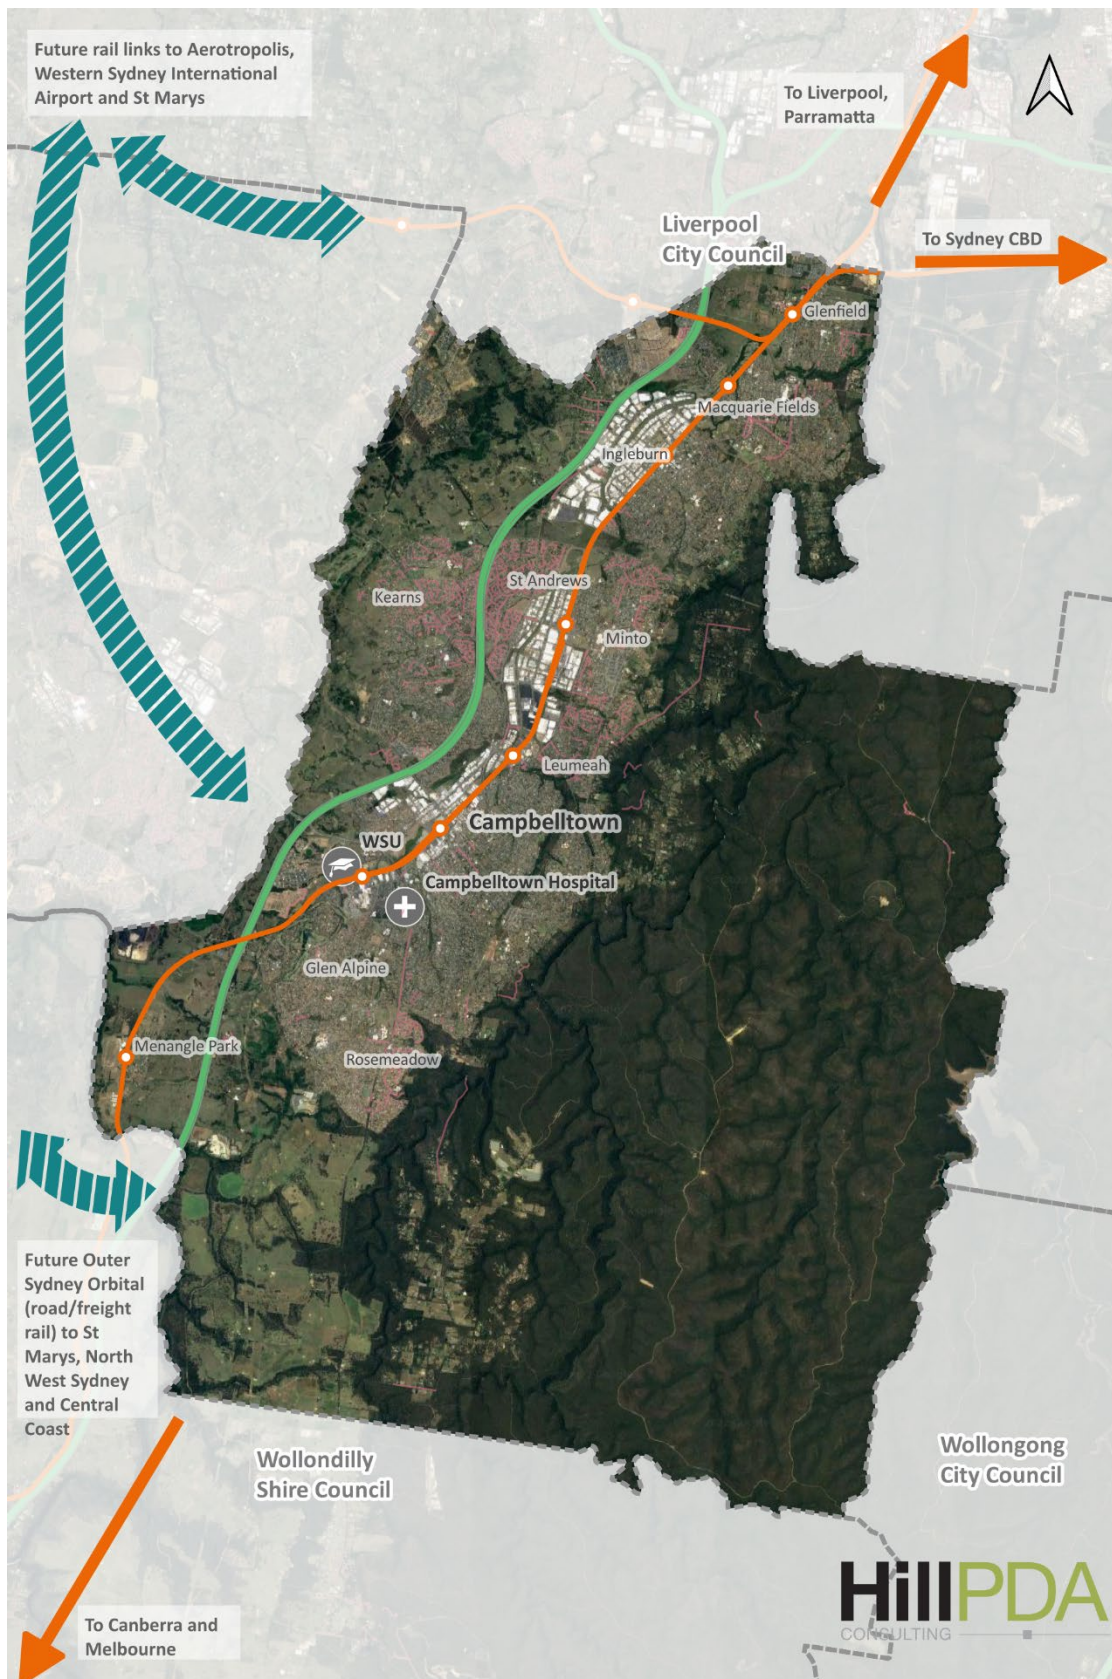 Future rail links to Aerotropolis,
Western Sydney International
Airport and St Marys
To Liverpool,
Parramatta
Liverpool
City Council
To Sydney CBD
Glenfield
Macquarie Fields
Ingleburn
St Andrews
Kearns
Minto
Leumeah
Campbelltown
WSU
Campbelltown Hospital
Glen Alpine
Menangle Park
Rosemeadow
Future Outer
Sydney Orbital
(road/freight
rail) to St
Marys, North
West Sydney
and Central
Coast
Wollondilly
Shire Council
Wollongong
City Council
To Canberra and
Melbourne
HillPDA
CONSULTING